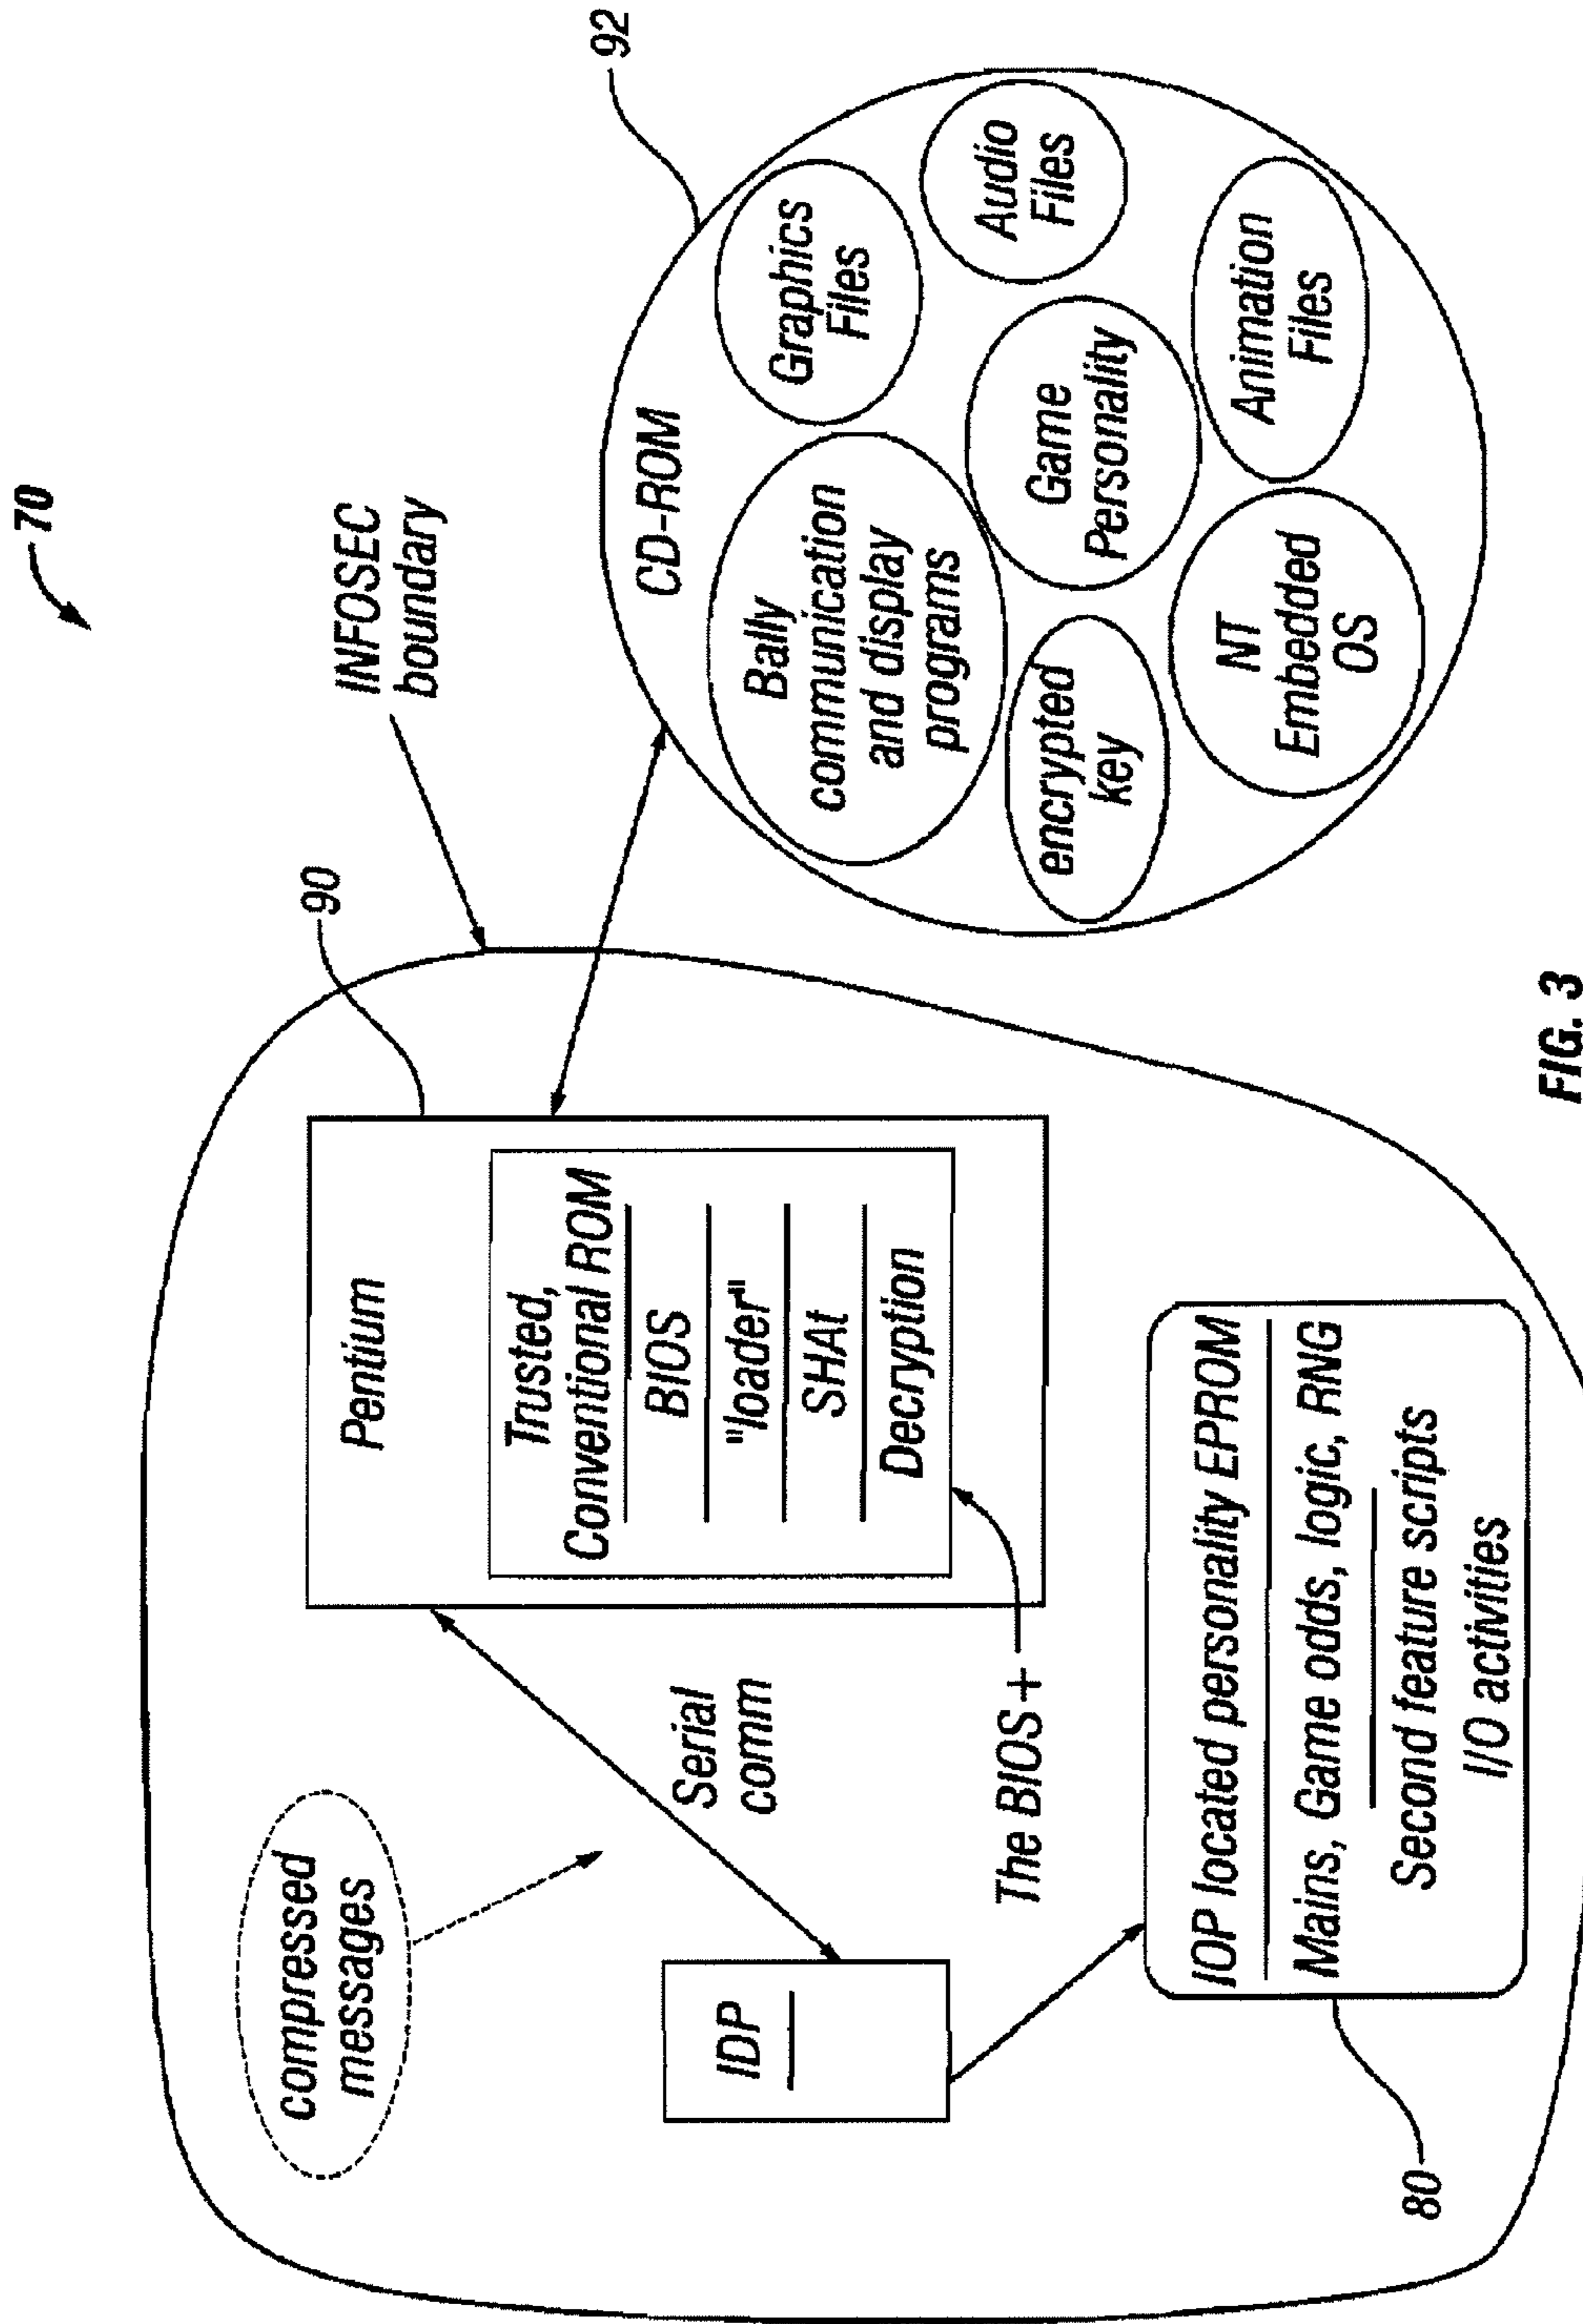 70
INFOSEC
boundary
compressed
messages
90
Pentium
Trusted,
Conventional ROM
BIOS
"loader"
SHAt
Decryption
Serial
comm
IDP
The BIOS+
IOP located personality EPROM
Mains, Game odds, logic, RNG
Second feature scripts
I/O activities
80
92
CD-ROM
Bally
communication
and display
programs
Graphics
Files
Audio
Files
Game
Personality
encrypted
key
NT
Embedded
OS
Animation
Files
FIG. 3